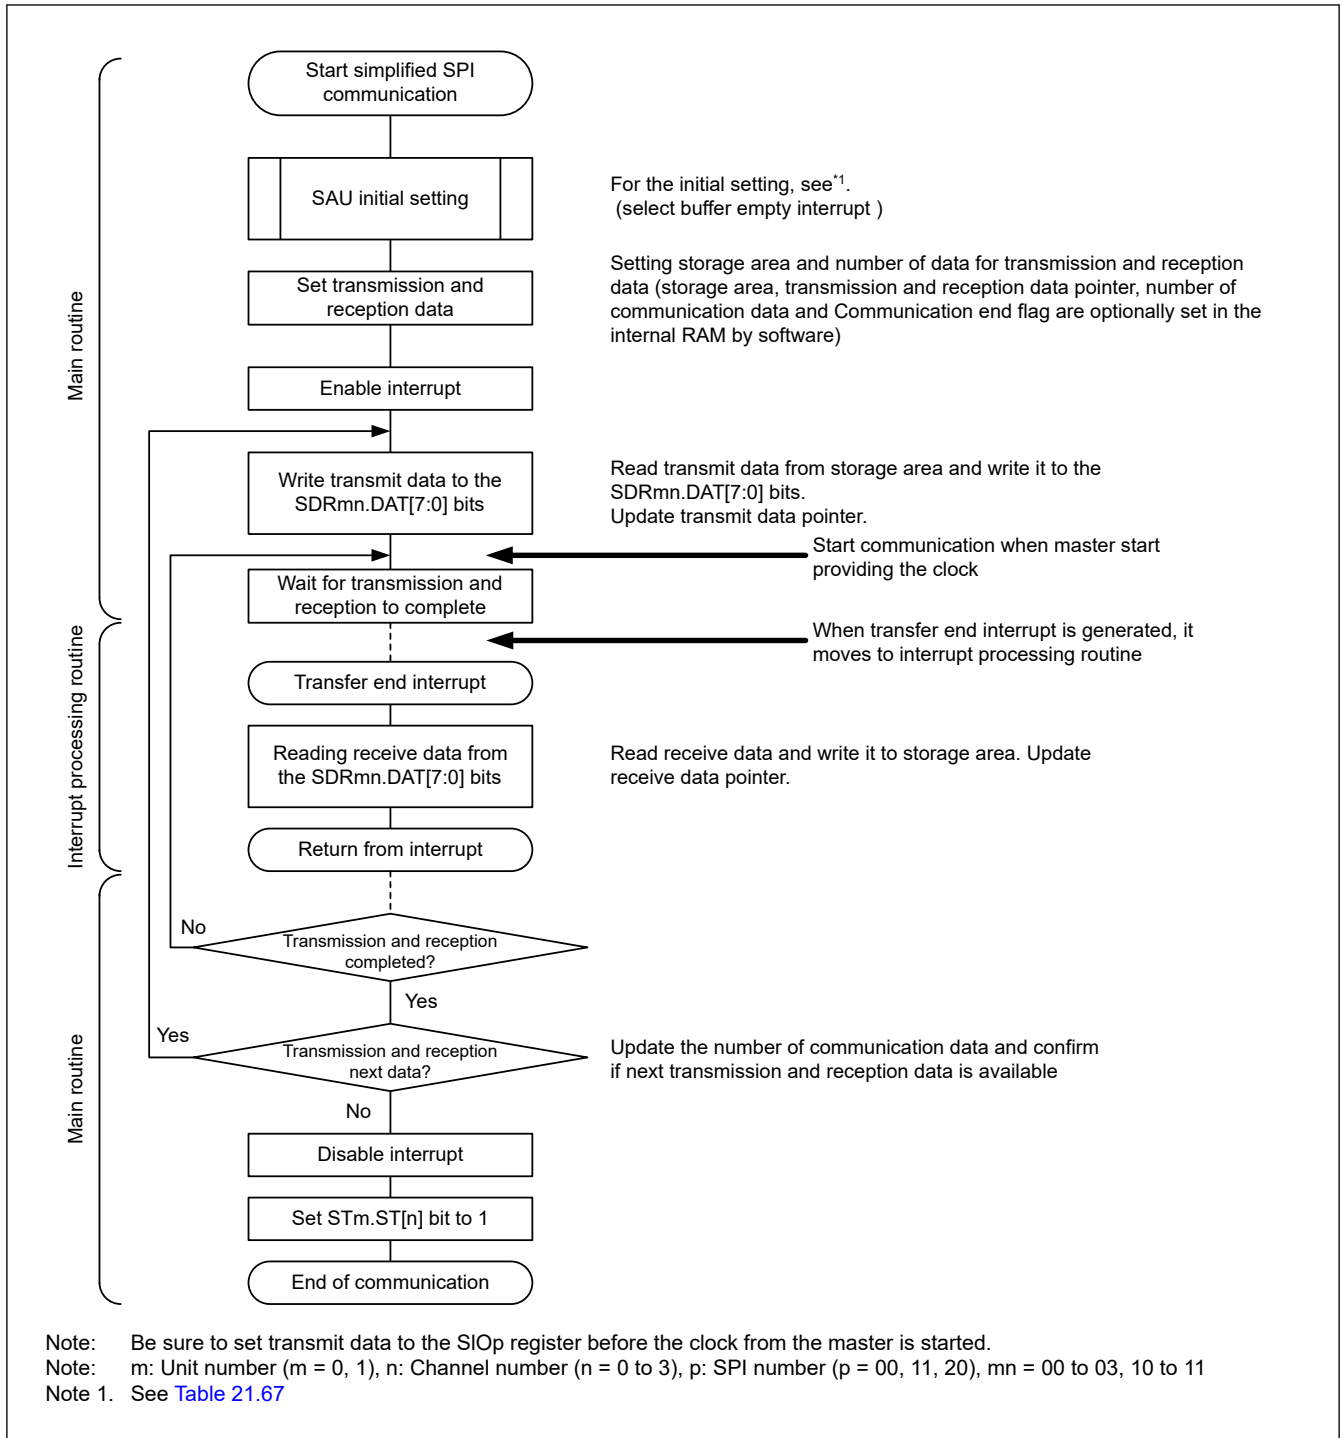 Start simplified SPI
communication
SAU initial setting
For the initial setting, see*1.
(select buffer empty interrupt )
Set transmission and
reception data
Setting storage area and number of data for transmission and reception
data (storage area, transmission and reception data pointer, number of
communication data and Communication end flag are optionally set in the
internal RAM by software)
Main routine
Enable interrupt
Write transmit data to the
SDRmn.DAT[7:0] bits
Read transmit data from storage area and write it to the
SDRmn.DAT[7:0] bits.
Update transmit data pointer.
Start communication when master start
providing the clock
Wait for transmission and
reception to complete
When transfer end interrupt is generated, it
moves to interrupt processing routine
Interrupt processing routine
Transfer end interrupt
Reading receive data from
the SDRmn.DAT[7:0] bits
Read receive data and write it to storage area. Update
receive data pointer.
Return from interrupt
No
Transmission and reception
completed?
Yes
Main routine
Yes
Transmission and reception
next data?
Update the number of communication data and confirm
if next transmission and reception data is available
No
Disable interrupt
Set STm.ST[n] bit to 1
End of communication
Note: Be sure to set transmit data to the SIOp register before the clock from the master is started.
Note: m: Unit number (m = 0, 1), n: Channel number (n = 0 to 3), p: SPI number (p = 00, 11, 20), mn = 00 to 03, 10 to 11
Note 1. See Table 21.67